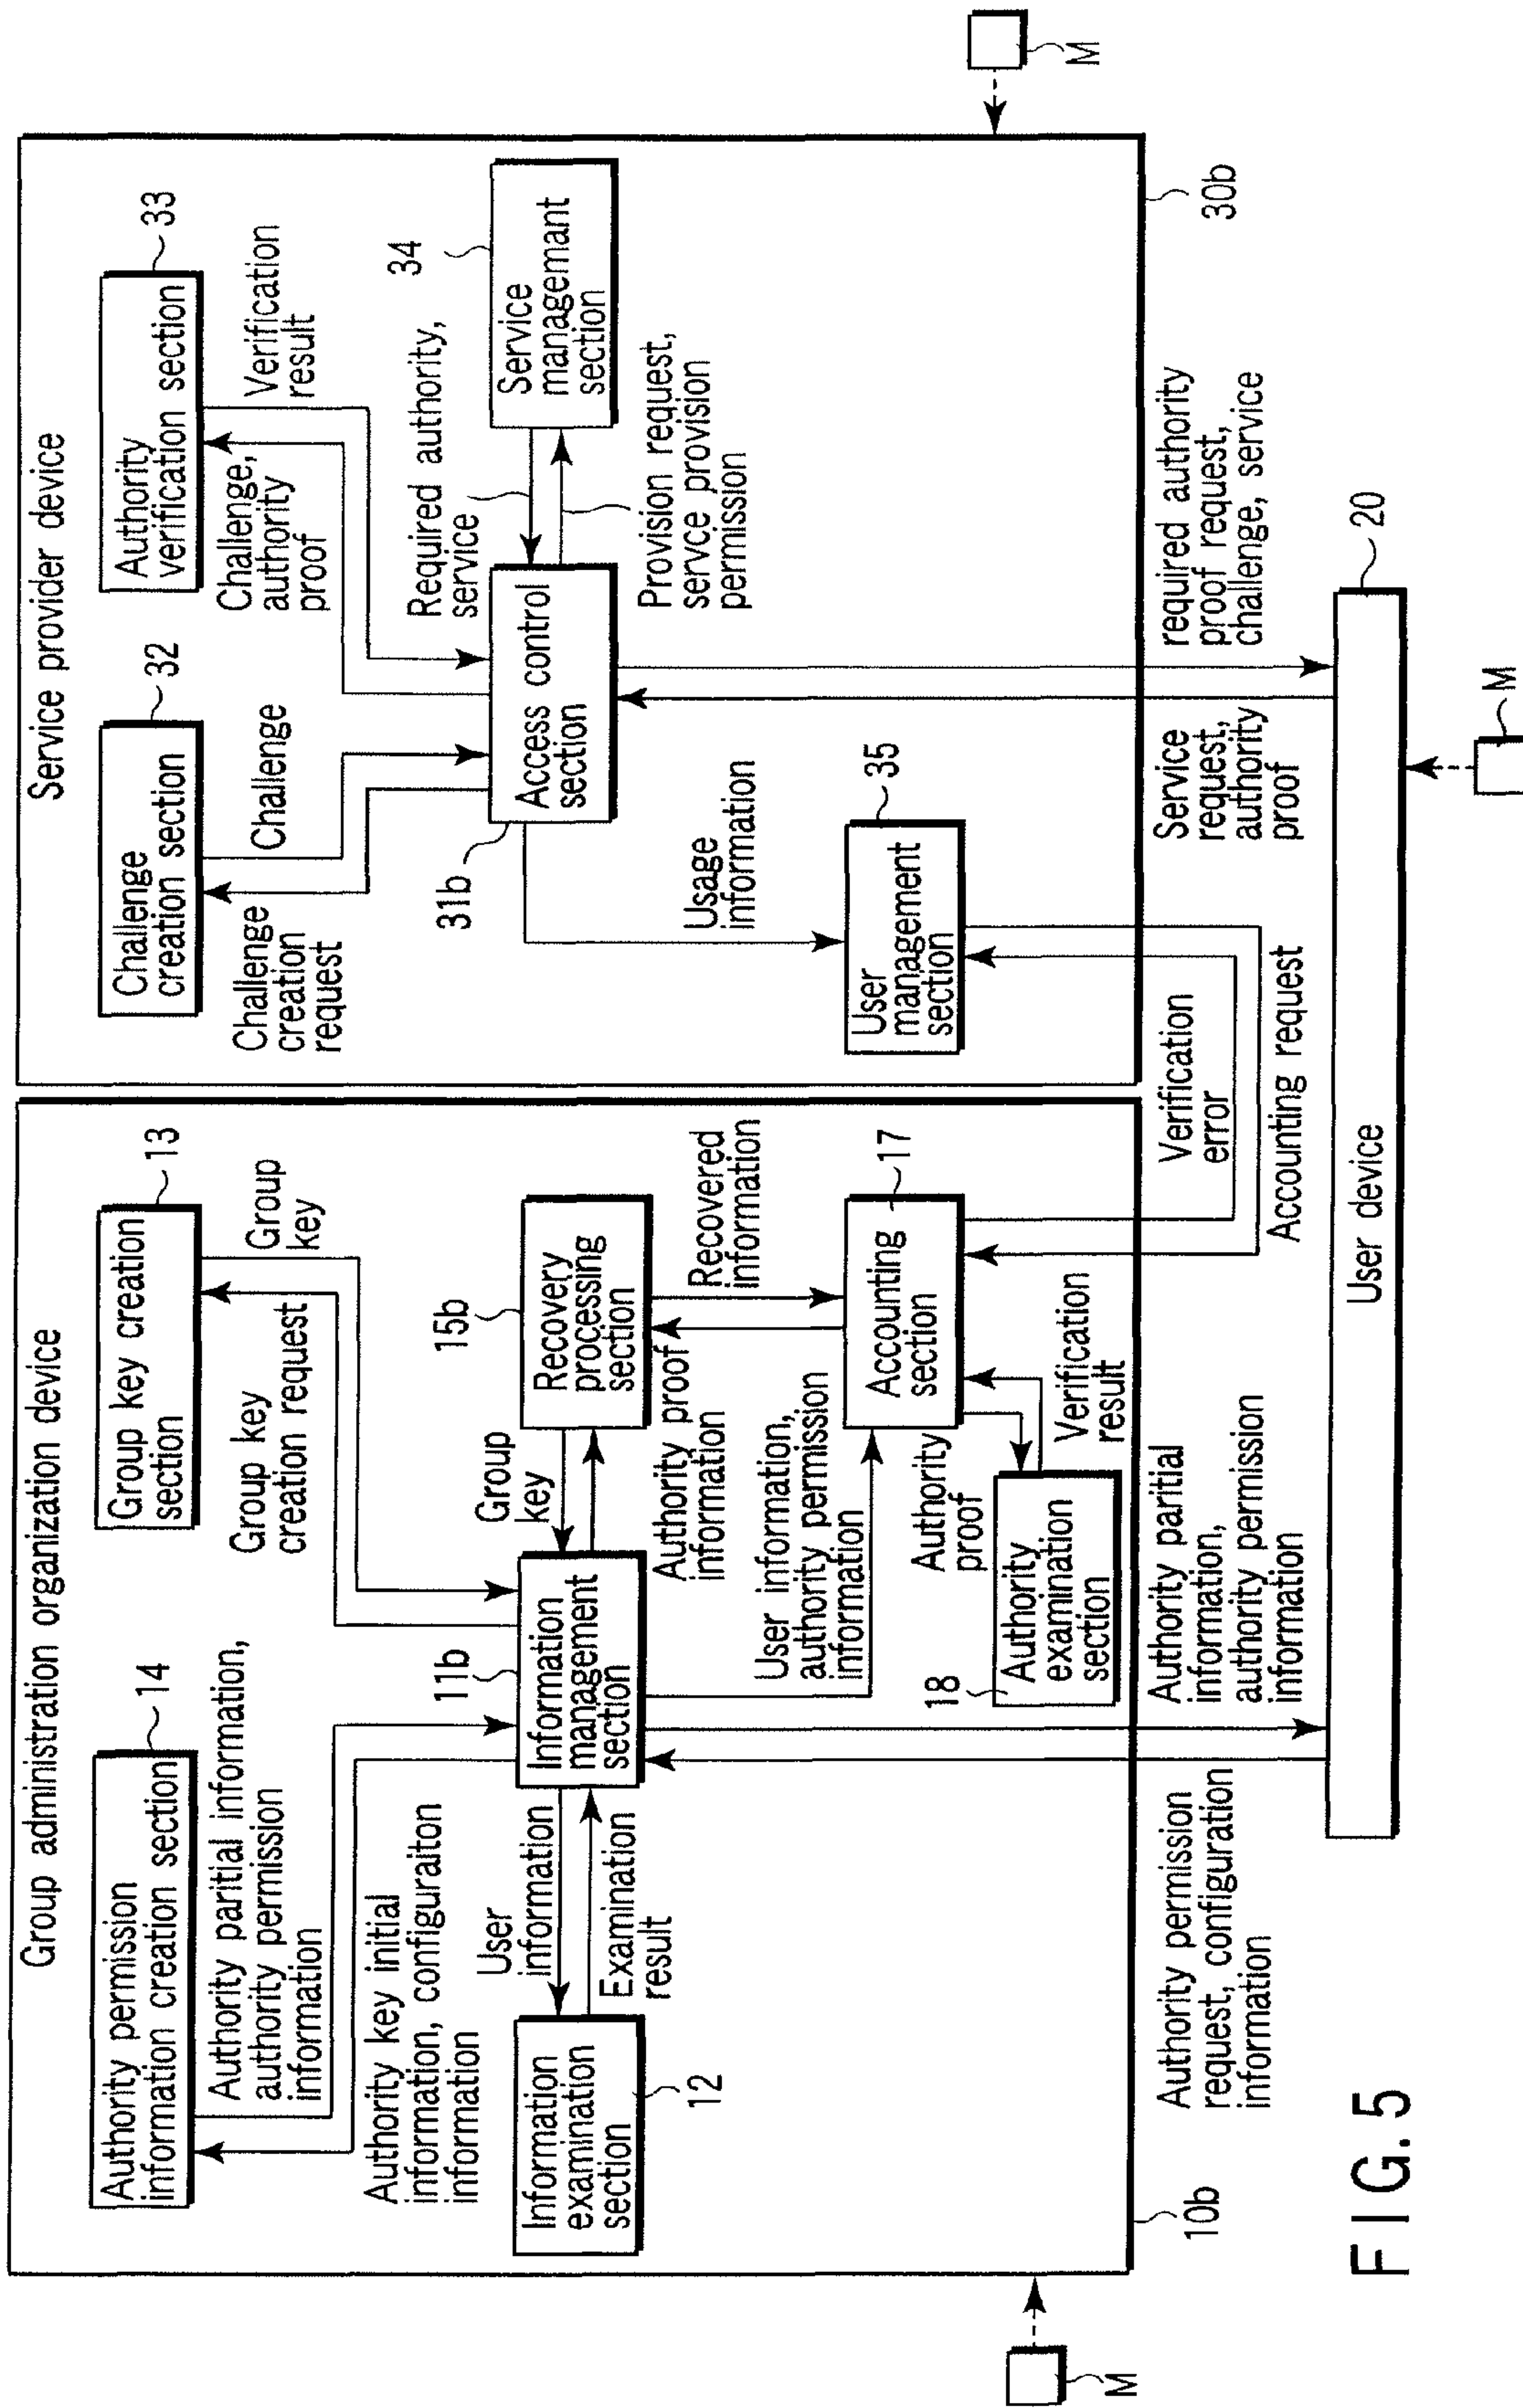 Group administration organization device
Service provider device
Authority permission
information creation section
14
Group key creation
section
13
Challenge
creation section
32
Authority
verification section
33
Authority paritial information,
authority permission
information
Group key
creation request
Group
key
Challenge
creation
request
Challenge
Challenge,
authority
proof
Verification
result
Authority key initial
information, configuraiton
information
11b
15b
31b
Required authority,
service
34
User
information
Examination
result
Information
examination
section
12
Information
management
section
Group
key
Recovery
processing
section
Access control
section
Service
managemant
section
Authority proof
information
Recovered
information
Usage
information
Provision request,
servce provision
permission
User information,
authority permission
information
Accounting
section
17
User
management
section
35
Authority
proof
Verification
result
18
Authority
examination
section
10b
30b
M
M
Authority permission
request, configuration
information
Authority paritial
information,
authority permission
information
Verification
error
Accounting request
Service
request,
authority
proof
required authority
proof request,
challenge, service
User device
20
M
FIG. 5